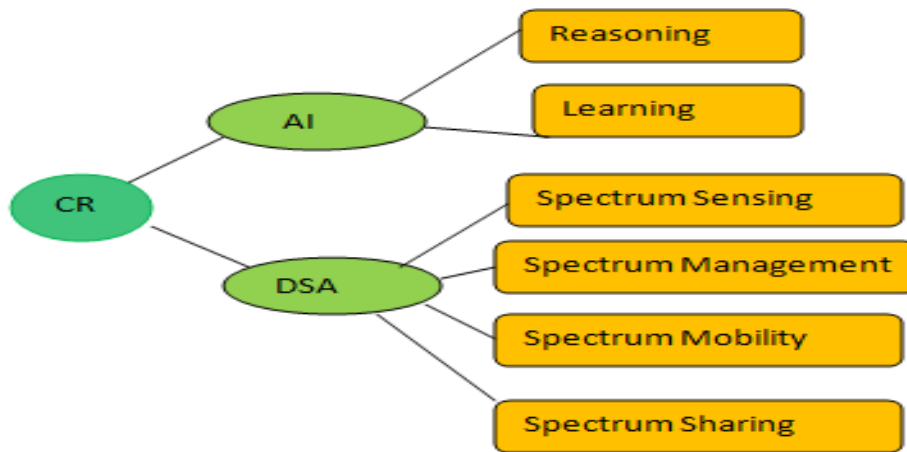 Reasoning
AI
Learning
CR
Spectrum Sensing
Spectrum Management
DSA
Spectrum Mobility
Spectrum Sharing